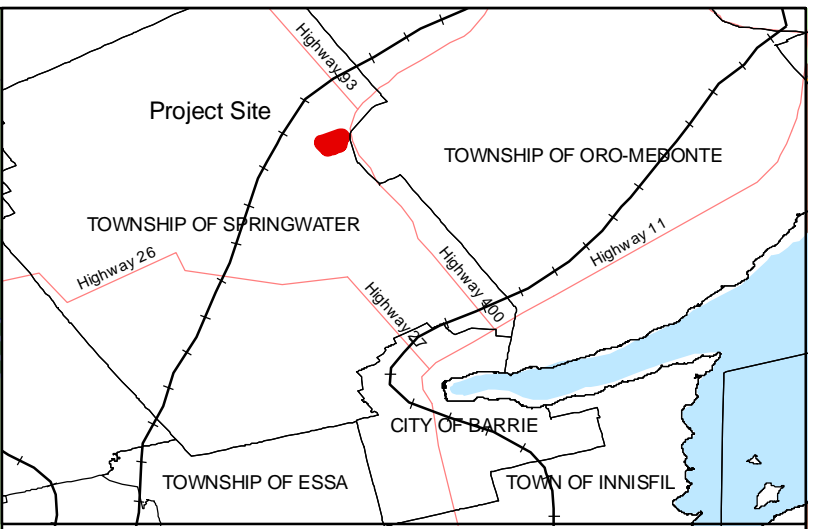 Highway 93
Project Site
TOWNSHIP OF ORO-MEDONTE
TOWNSHIP OF SPRINGWATER
Highway 11
Highway 26
Highway 400
Highway 27
CITY OF BARRIE
TOWNSHIP OF ESSA
TOWN OF INNISFIL